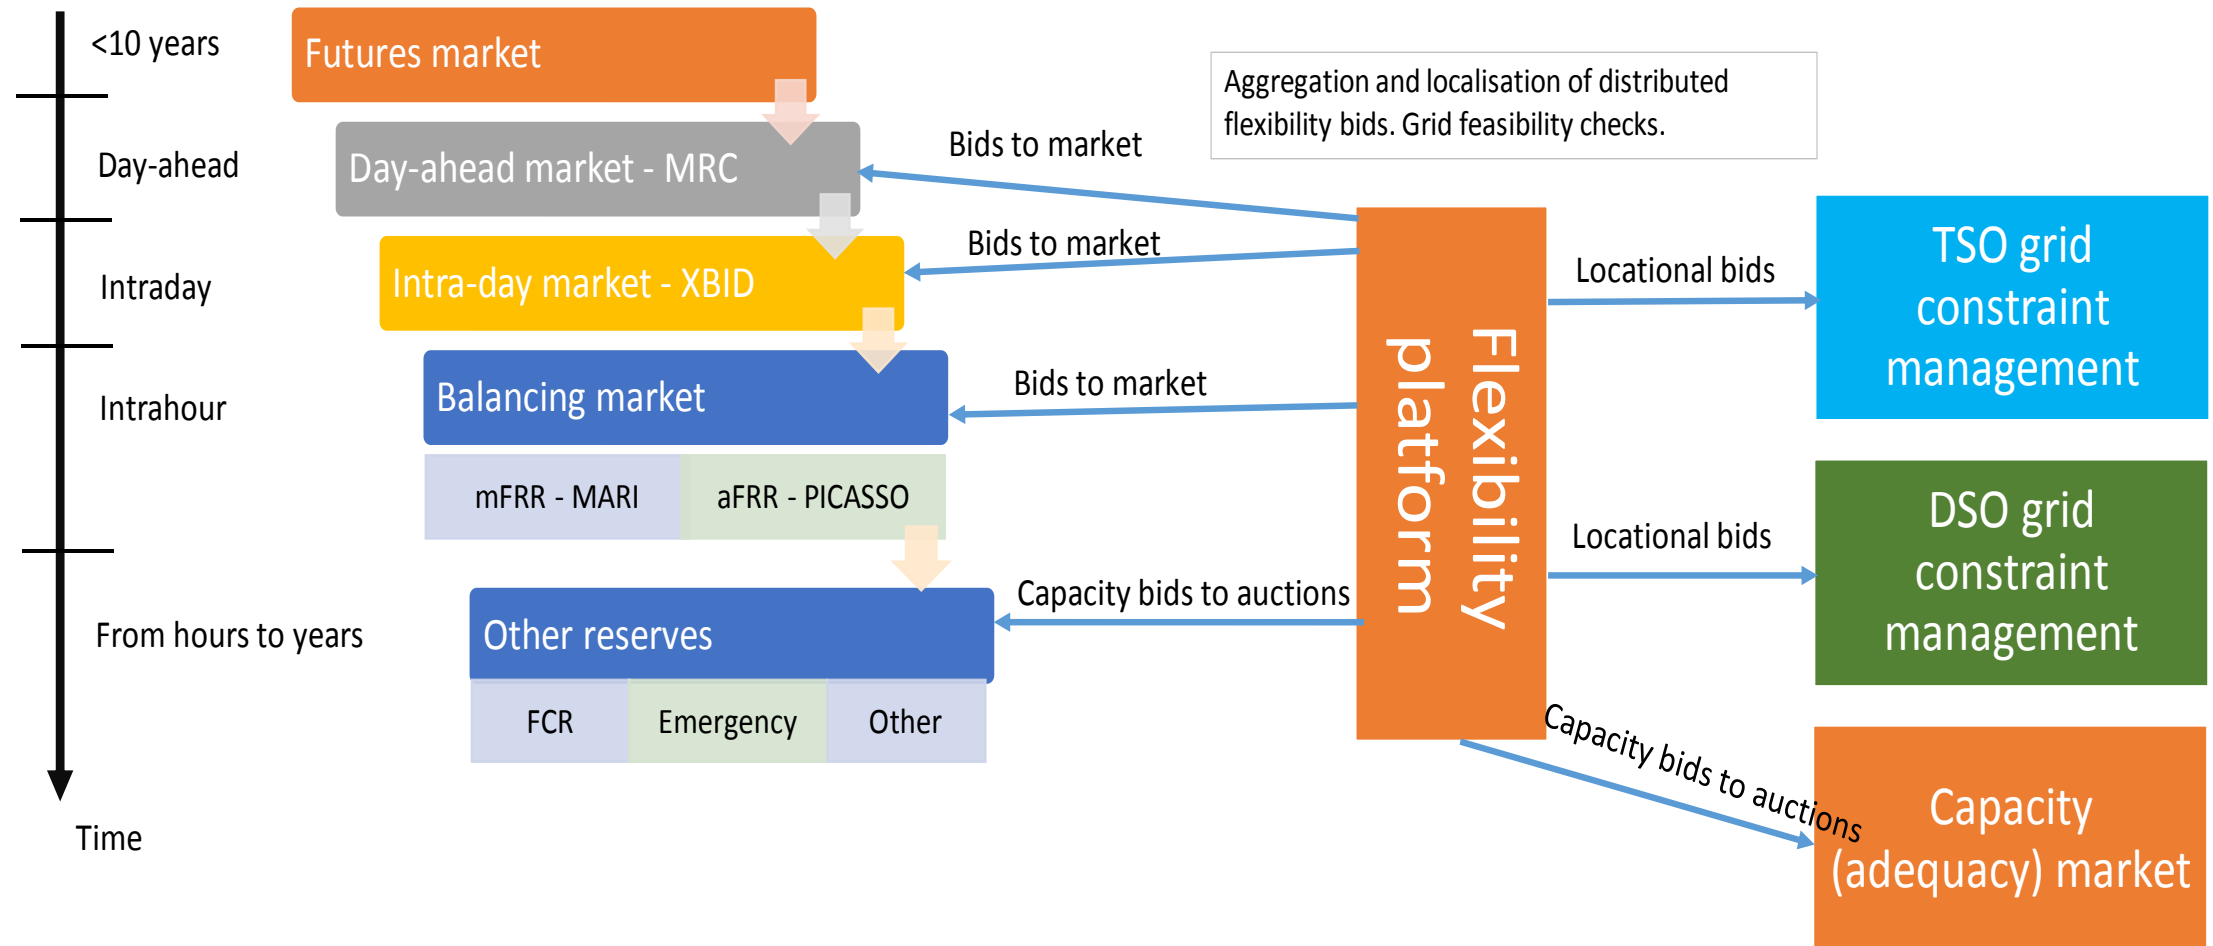 <10 years
Futures market
Aggregation and localisation of distributed
flexibility bids. Grid feasibility checks.
Day-ahead
Day-ahead market - MRC
Bids to market
Intraday
Intra-day market - XBID
Bids to market
Intrahour
Balancing market
Bids to market
mFRR - MARI
aFRR - PICASSO
From hours to years
Other reserves
Capacity bids to auctions
FCR
Emergency
Other
Time
Flexibility
platform
Locational bids
TSO grid
constraint
management
Locational bids
DSO grid
constraint
management
Capacity bids to auctions
Capacity
(adequacy) market